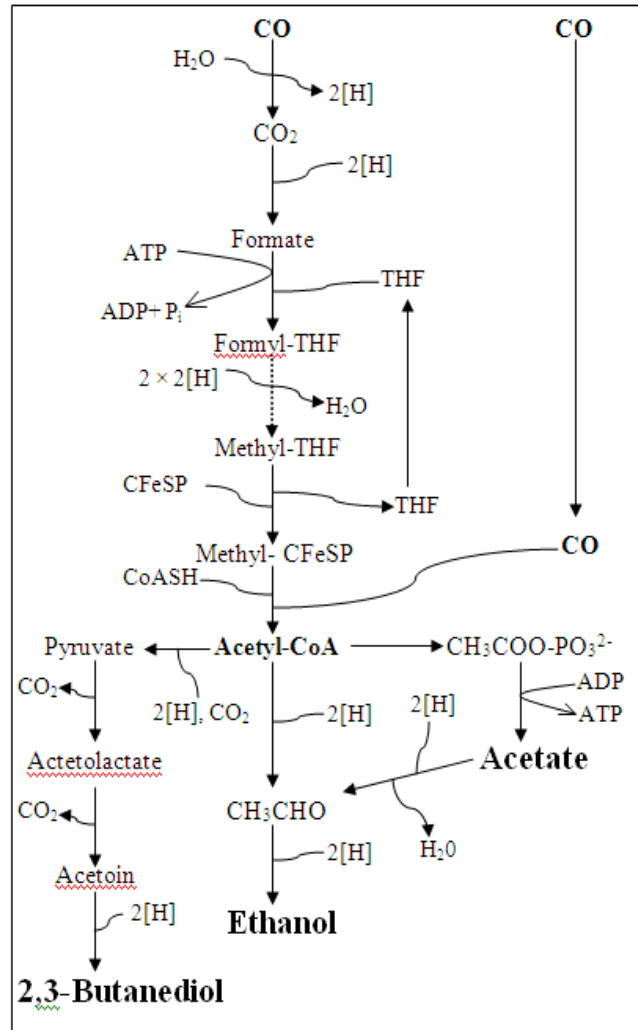 CO CO
H₂O
2[H]
CO₂
2[H]
Formate
ATP
THF
ADP+ Pᵢ
Formyl-THF
2 × 2[H]
H₂O
Methyl-THF
CFeSP
THF
Methyl- CFeSP
CO
CoASH
Pyruvate Acetyl-CoA CH₃COO-PO₃²⁻
CO₂
2[H], CO₂
2[H]
2[H]
ADP
ATP
Actetolactate
Acetate
CO₂
CH₃CHO
H₂0
2[H]
Acetoin
2[H]
Ethanol
2,3-Butanediol